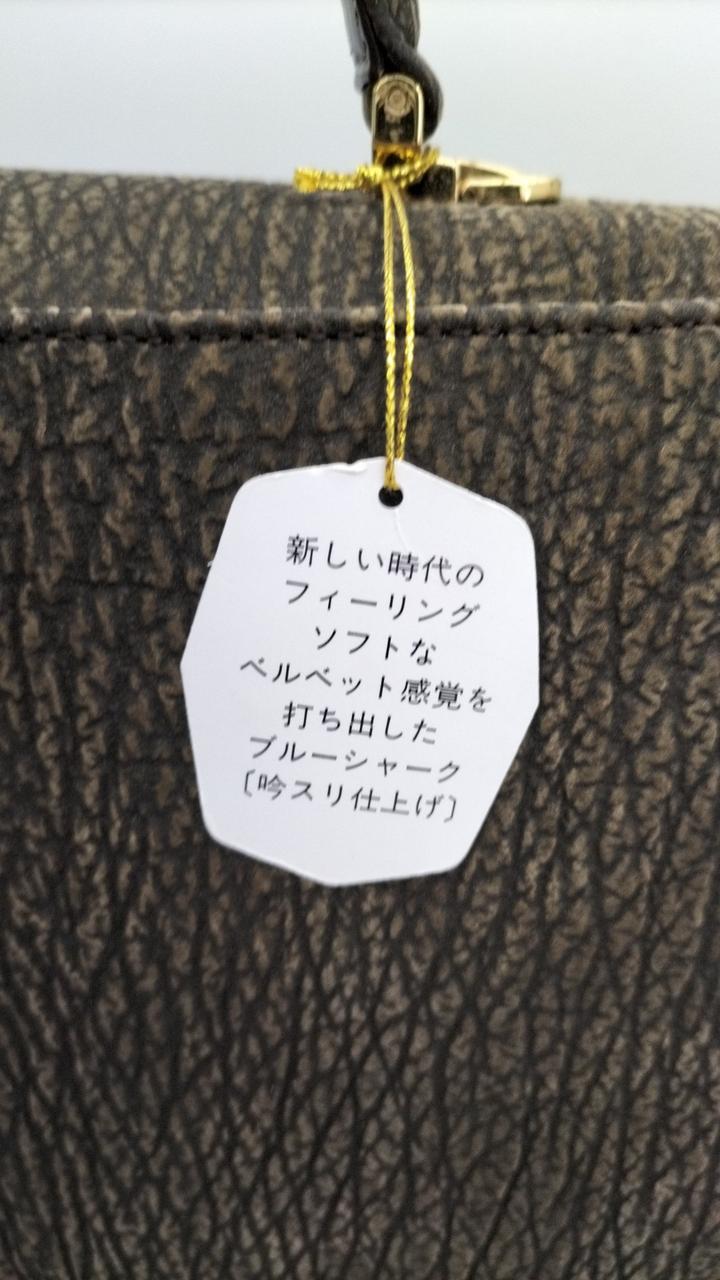 新しい時代の
フィーリング
ソフトな
ベルベット感覚を
打ち出した
ブルーシャーク
〔吟スリ仕上げ〕